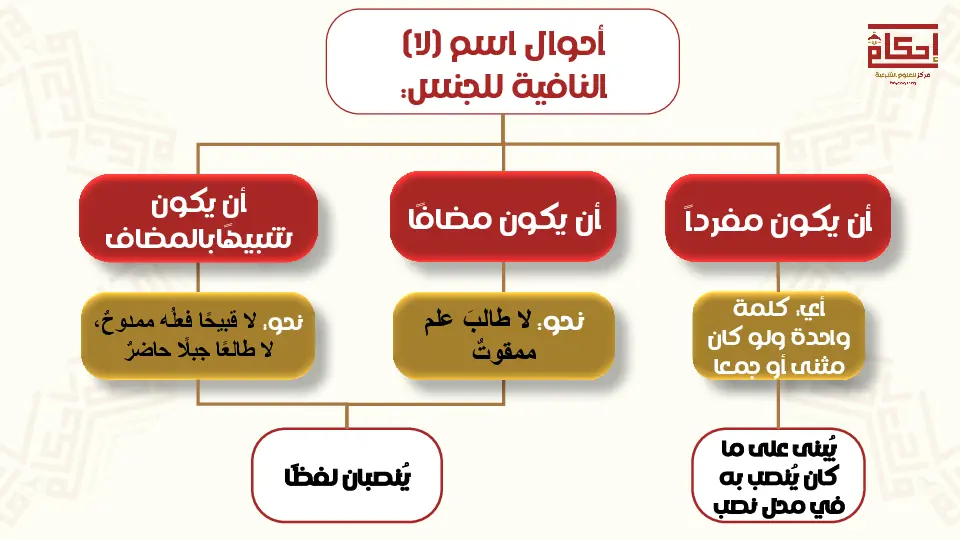 إحكام
مركز للعلوم الشرعية
أحوال اسم (لا)
النافية للجنس:
أن يكون مفرداً
أن يكون مضافًا
أن يكون
شبيهًا بالمضاف
أي: كلمة
واحدة ولو كان
مثنى أو جمعا
نحو: لا طالبَ علم
ممقوتٌ
نحو: لا قبيحًا فعلُه ممدوحٌ،
لا طالعًا جبلًا حاضرُ
يُبنى على ما
كان يُنصب به
في محل نصب
يُنصبان لفظًا